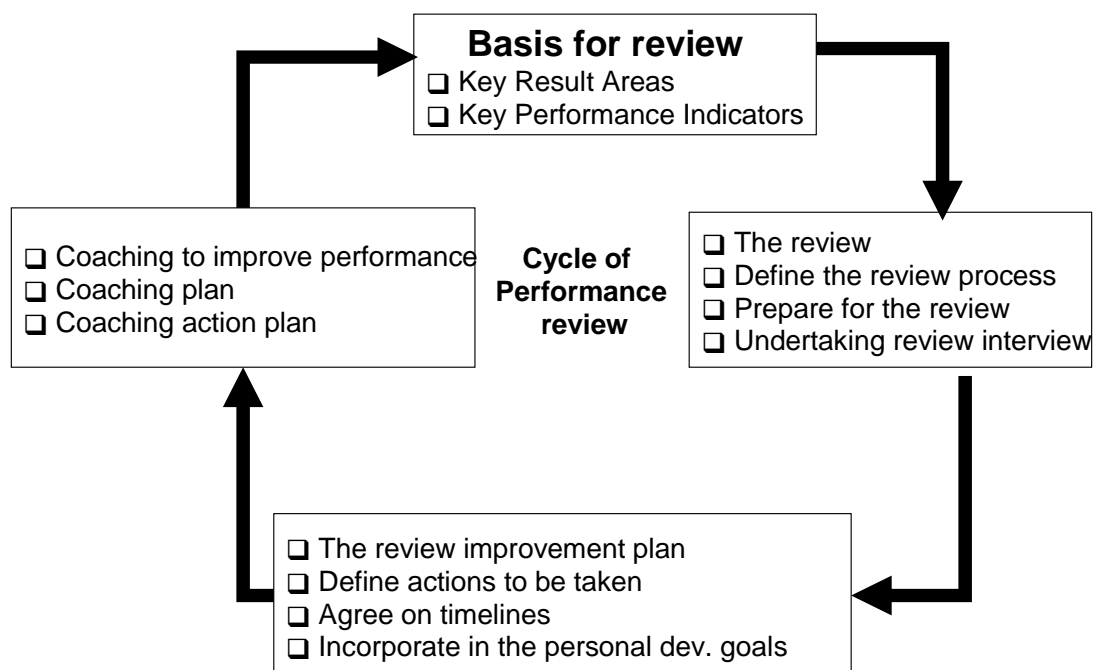 Basis for review
❑ Key Result Areas
❑ Key Performance Indicators
❑ Coaching to improve performance
❑ Coaching plan
❑ Coaching action plan
Cycle of
Performance
review
❑ The review
❑ Define the review process
❑ Prepare for the review
❑ Undertaking review interview
❑ The review improvement plan
❑ Define actions to be taken
❑ Agree on timelines
❑ Incorporate in the personal dev. goals